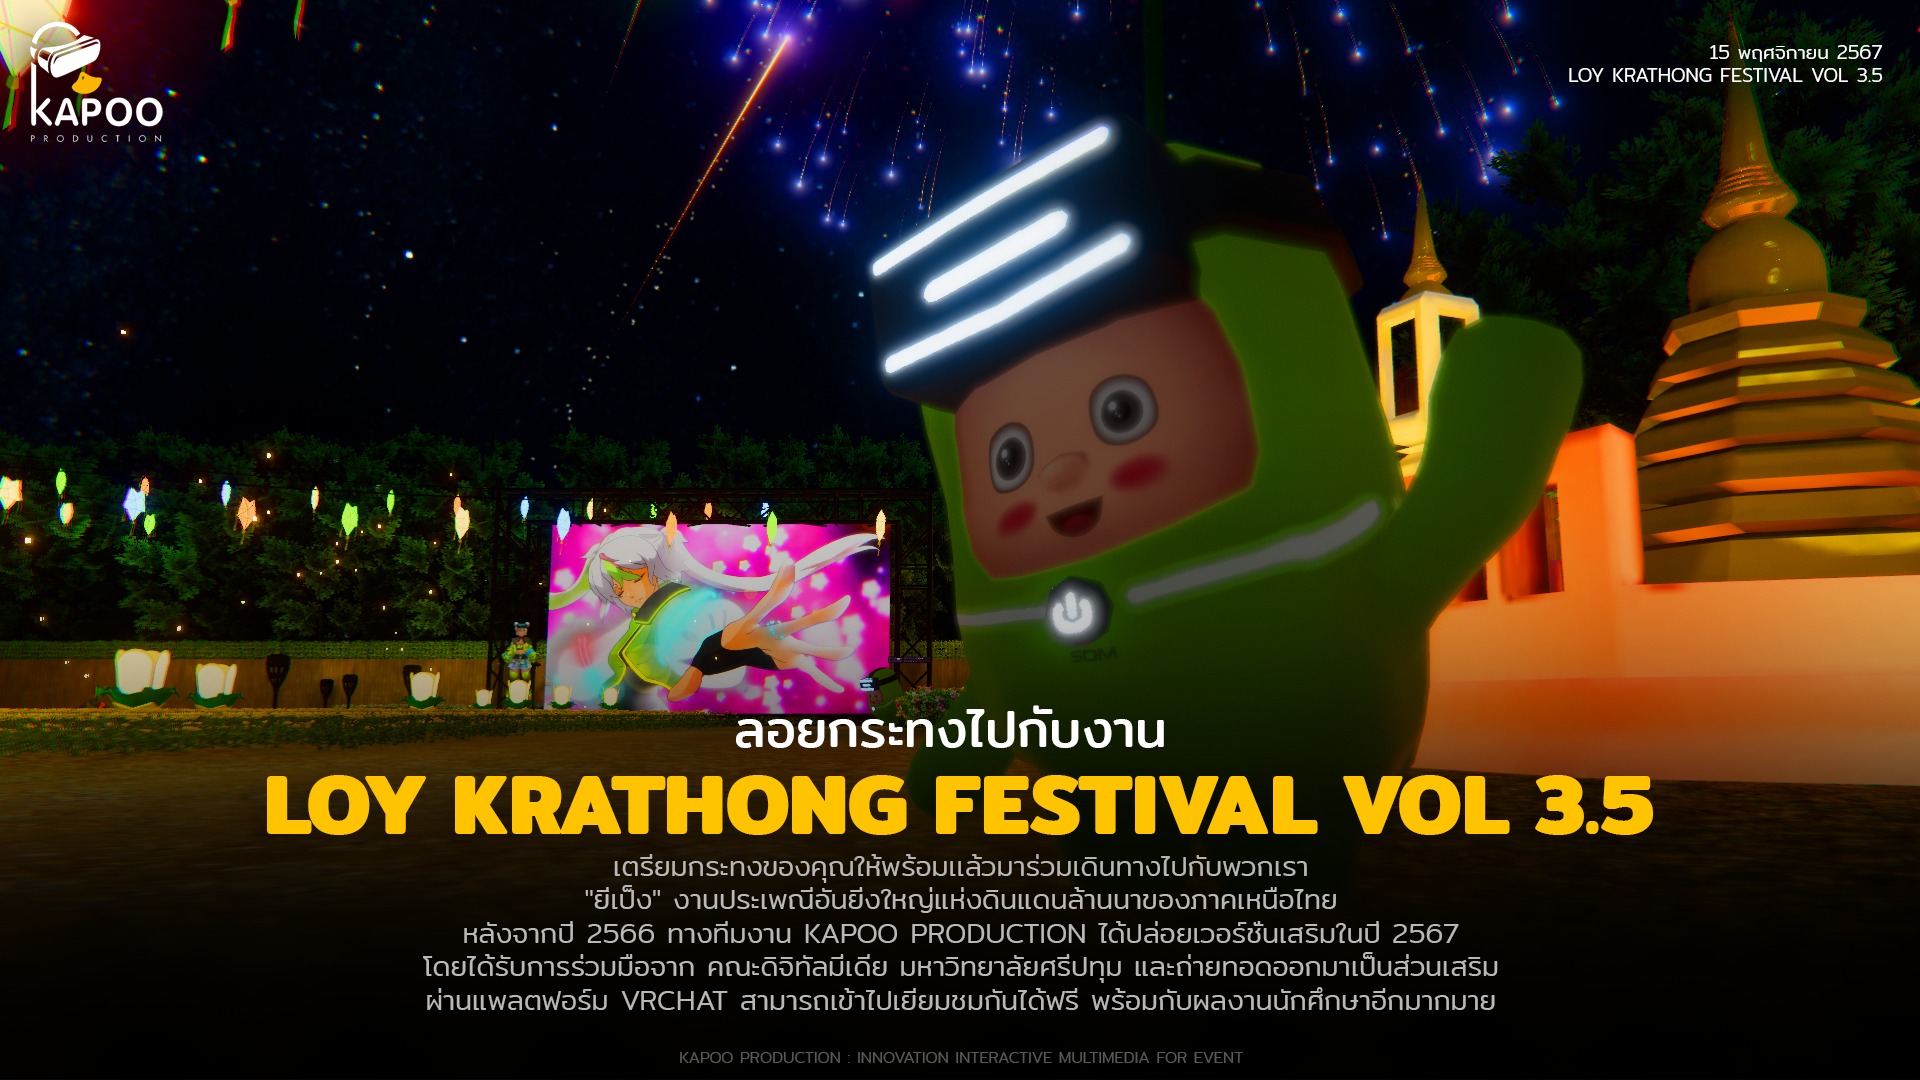 KAPOO
PRODUCTION
15 พฤศจิกายน 2567
LOY KRATHONG FESTIVAL VOL 3.5
SDM
ลอยกระทงไปกับงาน
LOY KRATHONG FESTIVAL VOL 3.5
เตรียมกระทงของคุณให้พร้อมแล้วมาร่วมเดินทางไปกับพวกเรา
"ยี่เป็ง" งานประเพณีอันยิ่งใหญ่แห่งดินแดนล้านนาของภาคเหนือไทย
หลังจากปี 2566 ทางทีมงาน KAPOO PRODUCTION ได้ปล่อยเวอร์ชั่นเสริมในปี 2567
โดยได้รับการร่วมมือจาก คณะดิจิทัลมีเดีย มหาวิทยาลัยศรีปทุม และถ่ายทอดออกมาเป็นส่วนเสริม
ผ่านแพลตฟอร์ม VRCHAT สามารถเข้าไปเยี่ยมชมกันได้ฟรี พร้อมกับผลงานนักศึกษาอีกมากมาย
KAPOO PRODUCTION : INNOVATION INTERACTIVE MULTIMEDIA FOR EVENT